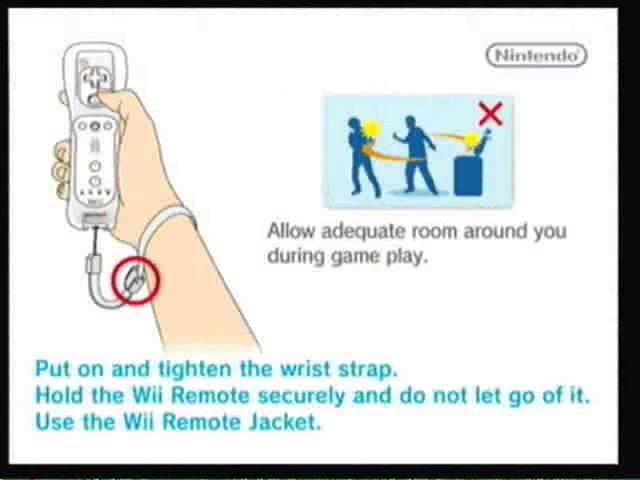 Nintendo
Allow adequate room around you
during game play.
Put on and tighten the wrist strap.
Hold the Wii Remote securely and do not let go of it.
Use the Wii Remote Jacket.